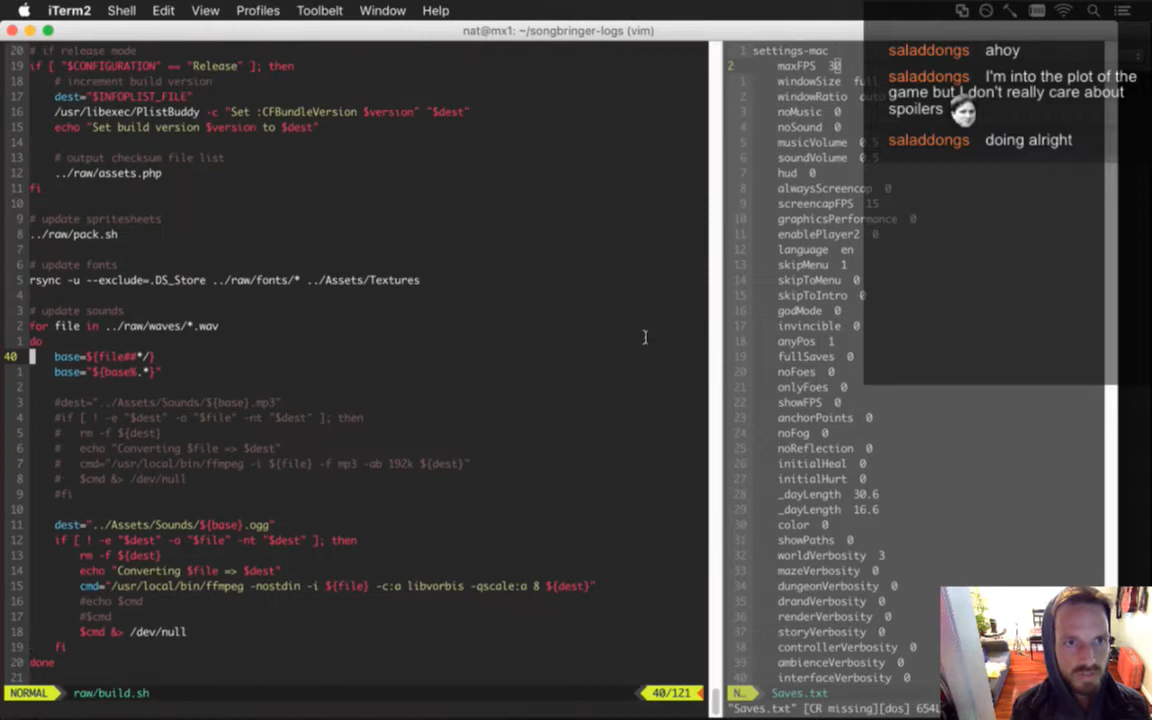 iTerm2 Shell Edit View Profiles Toolbelt Window Help
nat@mx1: ~/songbringer-logs (vim)
20 # if release mode
19 if [ "$CONFIGURATION" == "Release" ]; then
18 # increment build version
17 dest="$INFOPLIST_FILE"
16 /usr/libexec/PlistBuddy -c "Set :CFBundleVersion $version" "$dest"
15 echo "Set build version $version to $dest"
14
13 # output checksum file list
12 ../raw/assets.php
11 fi
10
9 # update spritesheets
8 ../raw/pack.sh
7
6 # update fonts
5 rsync -u --exclude=.DS_Store ../raw/fonts/* ../Assets/Textures
4
3 # update sounds
2 for file in ../raw/waves/*.wav
1 do
40 base=${file##*/}
1 base="${base%.*}"
2
3 #dest="../Assets/Sounds/${base}.mp3"
4 #if [ ! -e "$dest" -o "$file" -nt "$dest" ]; then
5 # rm -f ${dest}
6 # echo "Converting $file => $dest"
7 # cmd="/usr/local/bin/ffmpeg -i ${file} -f mp3 -ab 192k ${dest}"
8 # $cmd &> /dev/null
9 #fi
10
11 dest="../Assets/Sounds/${base}.ogg"
12 if [ ! -e "$dest" -o "$file" -nt "$dest" ]; then
13 rm -f ${dest}
14 echo "Converting $file => $dest"
15 cmd="/usr/local/bin/ffmpeg -nostdin -i ${file} -c:a libvorbis -qscale:a 8 ${dest}"
16 #echo $cmd
17 #$cmd
18 $cmd &> /dev/null
19 fi
20 done
21
NORMAL raw/build.sh 40/121
1 settings-mac
2 maxFPS 30
1 windowSize full
2 windowRatio auto
3 noMusic 0
4 noSound 0
5 musicVolume 0.5
6 soundVolume 0.5
7 hud 0
8 alwaysScreencap 0
9 screencapFPS 15
10 graphicsPerformance 0
11 enablePlayer2 0
12 language en
13 skipMenu 1
14 skipToMenu 0
15 skipToIntro 0
16 godMode 0
17 invincible 0
18 anyPos 1
19 fullSaves 0
20 noFoes 0
21 onlyFoes 0
22 showFPS 0
23 anchorPoints 0
24 noFog 0
25 noReflection 0
26 initialHeal 0
27 initialHurt 0
28 _dayLength 30.6
29 _dayLength 16.6
30 color 0
31 showPaths 0
32 worldVerbosity 3
33 mazeVerbosity 0
34 dungeonVerbosity 0
35 drandVerbosity 0
36 renderVerbosity 0
37 storyVerbosity 0
38 controllerVerbosity 0
39 ambienceVerbosity 0
40 interfaceVerbosity 0
N... Saves.txt
"Saves.txt" [CR missing][dos] 654L
saladdongs ahoy
saladdongs I'm into the plot of the
game but I don't really care about
spoilers
saladdongs doing alright